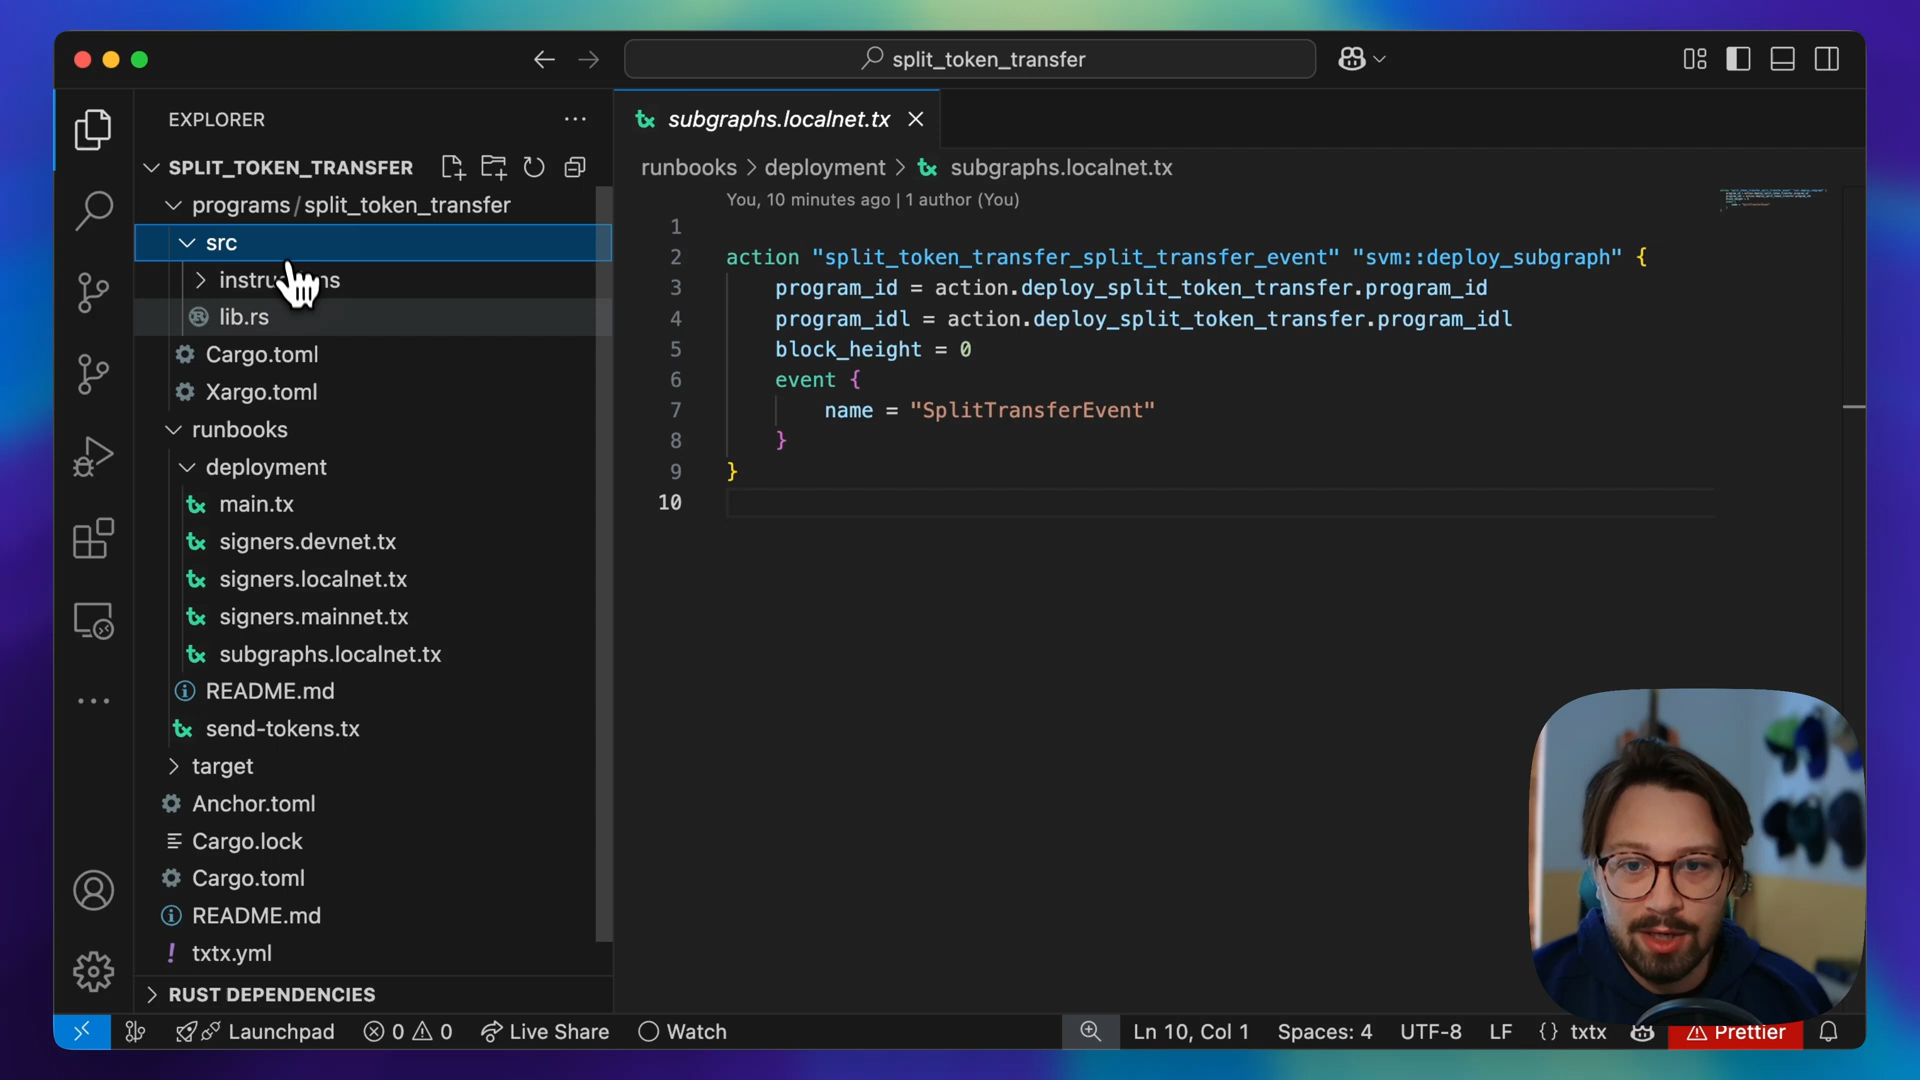 split_token_transfer
EXPLORER
SPLIT_TOKEN_TRANSFER
programs/split_token_transfer
src
lib.rs
Cargo.toml
Xargo.toml
runbooks
deployment
main.tx
signers.devnet.tx
signers.localnet.tx
signers.mainnet.tx
subgraphs.localnet.tx
README.md
send-tokens.tx
target
Anchor.toml
Cargo.lock
Cargo.toml
README.md
txtx.yml
RUST DEPENDENCIES
subgraphs.localnet.tx
runbooks > deployment > subgraphs.localnet.tx
You, 10 minutes ago | 1 author (You)
1
2 action "split_token_transfer_split_transfer_event" "svm::deploy_subgraph" {
3 program_id = action.deploy_split_token_transfer.program_id
4 program_idl = action.deploy_split_token_transfer.program_idl
5 block_height = 0
6 event {
7 name = "SplitTransferEvent"
8 }
9 }
10
Launchpad 0 0 Live Share Watch Ln 10, Col 1 Spaces: 4 UTF-8 LF {} txtx Prettier